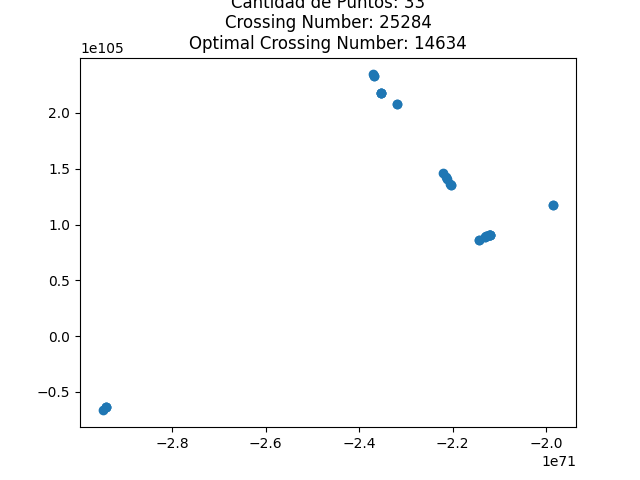 Cantidad de Puntos: 33
Crossing Number: 25284
Optimal Crossing Number: 14634
1e105
2.0
1.5
1.0
0.5
0.0
−0.5
−2.8 −2.6 −2.4 −2.2 −2.0
1e71